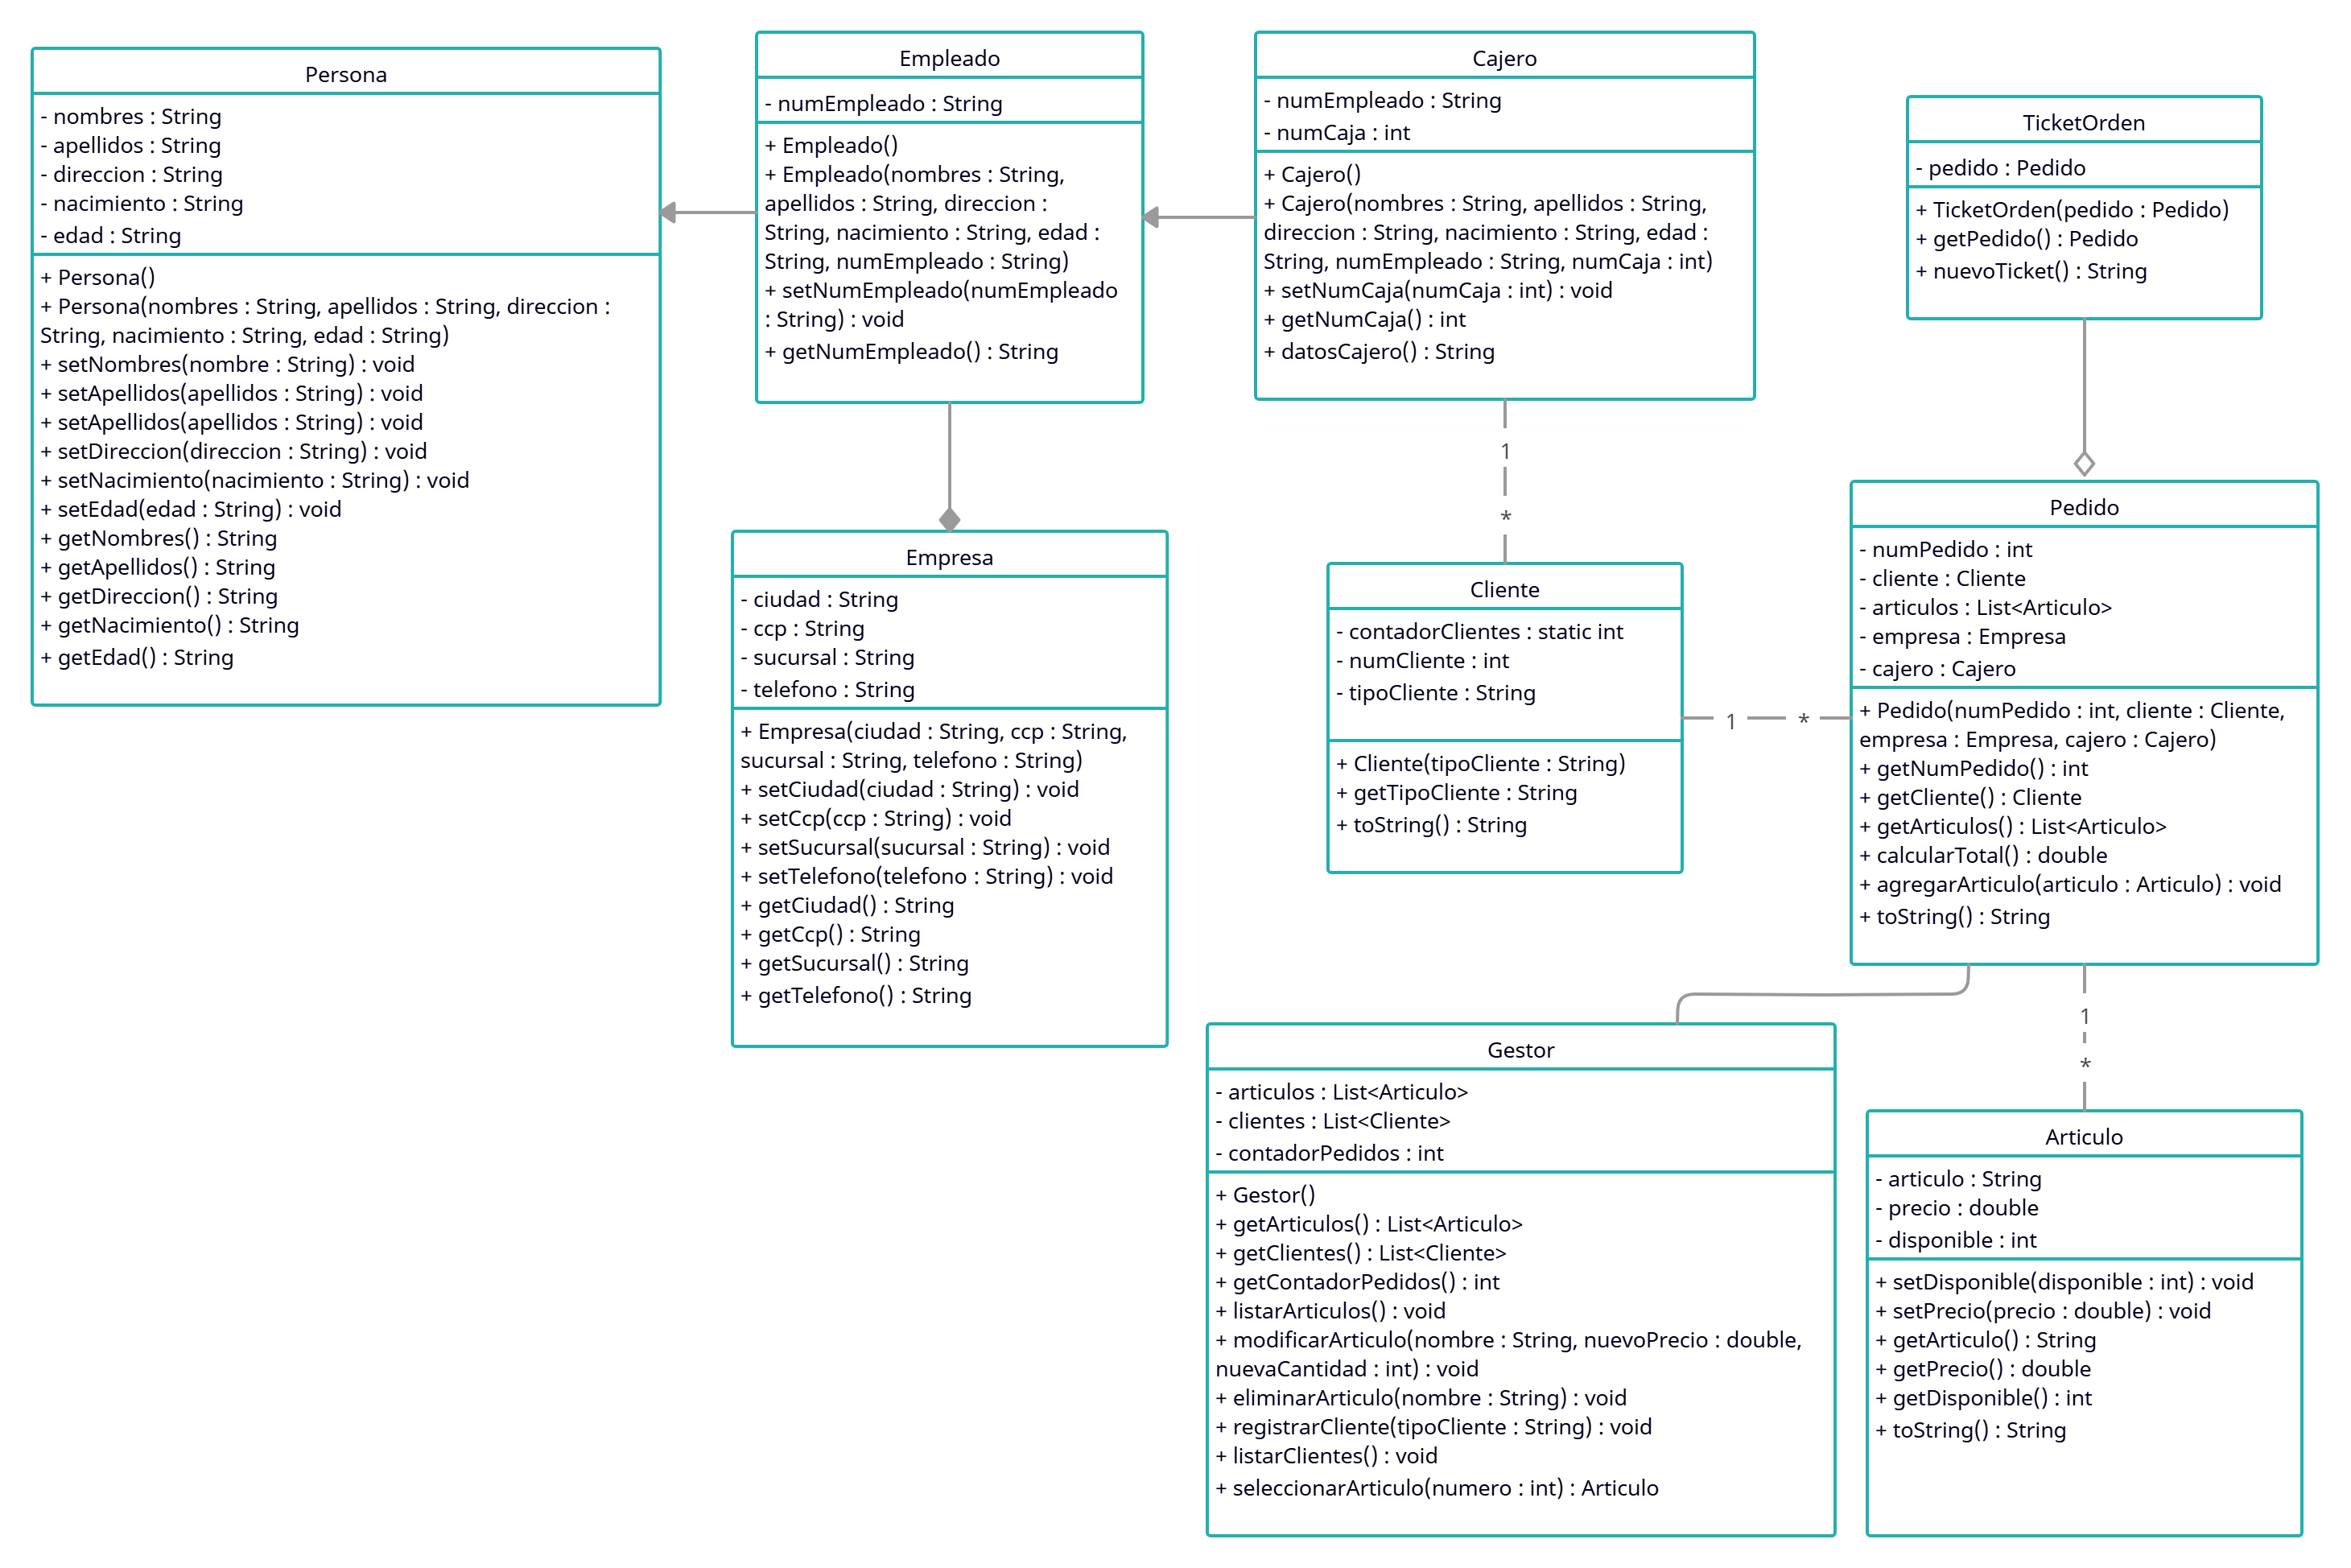 Persona
- nombres : String
- apellidos : String
- direccion : String
- nacimiento : String
- edad : String
+ Persona()
+ Persona(nombres : String, apellidos : String, direccion :
String, nacimiento : String, edad : String)
+ setNombres(nombre : String) : void
+ setApellidos(apellidos : String) : void
+ setApellidos(apellidos : String) : void
+ setDireccion(direccion : String) : void
+ setNacimiento(nacimiento : String) : void
+ setEdad(edad : String) : void
+ getNombres() : String
+ getApellidos() : String
+ getDireccion() : String
+ getNacimiento() : String
+ getEdad() : String
Empleado
- numEmpleado : String
+ Empleado()
+ Empleado(nombres : String,
apellidos : String, direccion :
String, nacimiento : String, edad :
String, numEmpleado : String)
+ setNumEmpleado(numEmpleado
: String) : void
+ getNumEmpleado() : String
Empresa
- ciudad : String
- ccp : String
- sucursal : String
- telefono : String
+ Empresa(ciudad : String, ccp : String,
sucursal : String, telefono : String)
+ setCiudad(ciudad : String) : void
+ setCcp(ccp : String) : void
+ setSucursal(sucursal : String) : void
+ setTelefono(telefono : String) : void
+ getCiudad() : String
+ getCcp() : String
+ getSucursal() : String
+ getTelefono() : String
Cajero
- numEmpleado : String
- numCaja : int
+ Cajero()
+ Cajero(nombres : String, apellidos : String,
direccion : String, nacimiento : String, edad :
String, numEmpleado : String, numCaja : int)
+ setNumCaja(numCaja : int) : void
+ getNumCaja() : int
+ datosCajero() : String
1
*
Cliente
- contadorClientes : static int
- numCliente : int
- tipoCliente : String
+ Cliente(tipoCliente : String)
+ getTipoCliente : String
+ toString() : String
1 *
TicketOrden
- pedido : Pedido
+ TicketOrden(pedido : Pedido)
+ getPedido() : Pedido
+ nuevoTicket() : String
Pedido
- numPedido : int
- cliente : Cliente
- articulos : List<Articulo>
- empresa : Empresa
- cajero : Cajero
+ Pedido(numPedido : int, cliente : Cliente,
empresa : Empresa, cajero : Cajero)
+ getNumPedido() : int
+ getCliente() : Cliente
+ getArticulos() : List<Articulo>
+ calcularTotal() : double
+ agregarArticulo(articulo : Articulo) : void
+ toString() : String
1
*
Gestor
- articulos : List<Articulo>
- clientes : List<Cliente>
- contadorPedidos : int
+ Gestor()
+ getArticulos() : List<Articulo>
+ getClientes() : List<Cliente>
+ getContadorPedidos() : int
+ listarArticulos() : void
+ modificarArticulo(nombre : String, nuevoPrecio : double,
nuevaCantidad : int) : void
+ eliminarArticulo(nombre : String) : void
+ registrarCliente(tipoCliente : String) : void
+ listarClientes() : void
+ seleccionarArticulo(numero : int) : Articulo
Articulo
- articulo : String
- precio : double
- disponible : int
+ setDisponible(disponible : int) : void
+ setPrecio(precio : double) : void
+ getArticulo() : String
+ getPrecio() : double
+ getDisponible() : int
+ toString() : String